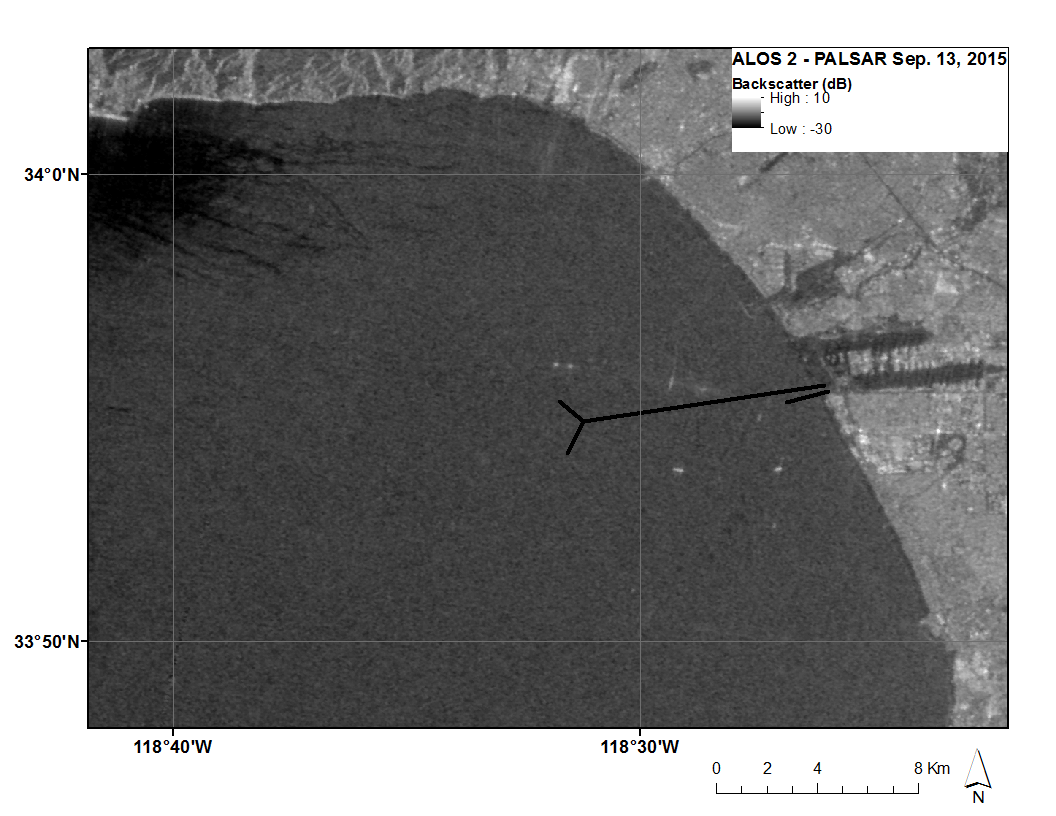 ALOS 2 - PALSAR Sep. 13, 2015
Backscatter (dB)
High : 10
Low : -30
34°0'N
33°50'N
118°40'W
118°30'W
0 2 4 8 Km
N